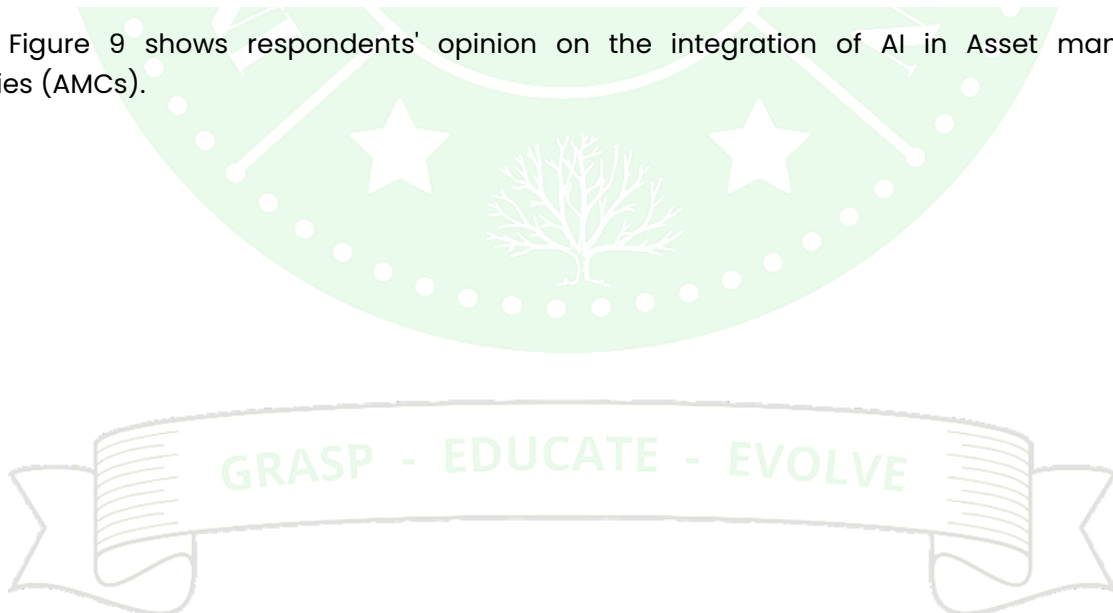 Figure 9 shows respondents' opinion on the integration of AI in Asset man
ies (AMCs).
GRASP - EDUCATE - EVOLVE